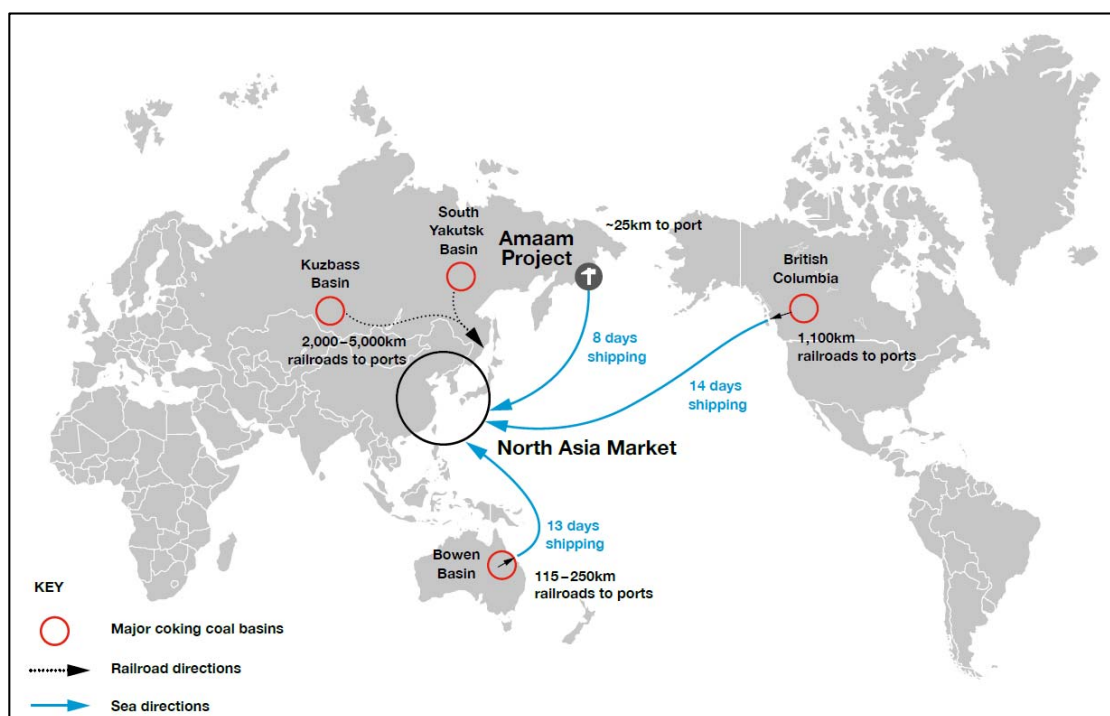 South
Yakutsk
Basin
Amaam
Project
~25km to port
Kuzbass
Basin
British
Columbia
2,000–5,000km
railroads to ports
8 days
shipping
1,100km
railroads to ports
14 days
shipping
North Asia Market
13 days
shipping
Bowen
Basin
115–250km
railroads to ports
KEY
Major coking coal basins
Railroad directions
Sea directions